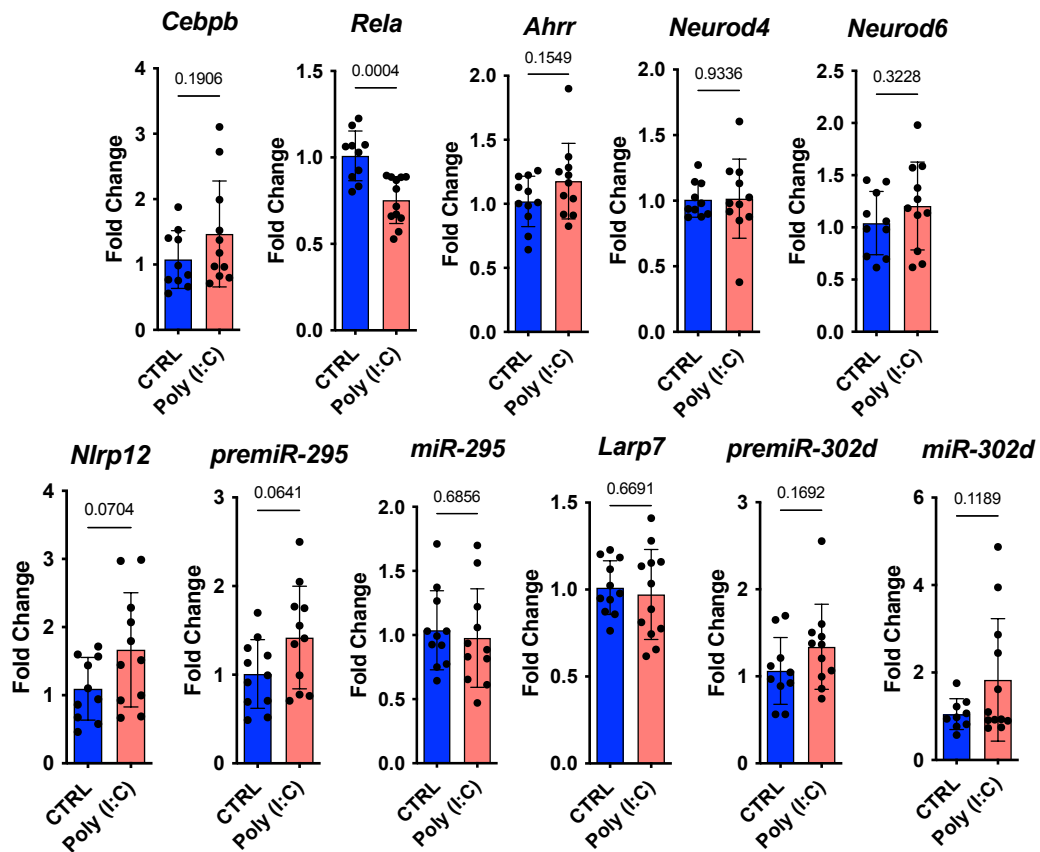 Cebpb Rela Ahrr Neurod4 Neurod6
0.1906 0.0004 0.1549 0.9336 0.3228
Fold Change Fold Change Fold Change Fold Change Fold Change
4 1.5 2.0 2.0 2.5
3 1.0 1.5 1.5 2.0
2 0.5 1.0 1.0 1.5
1 0.0 0.5 0.5 1.0
0 0.0 0.0 0.5
0.0
CTRL CTRL CTRL CTRL CTRL
Poly (I:C) Poly (I:C) Poly (I:C) Poly (I:C) Poly (I:C)
Nlrp12 premiR-295 miR-295 Larp7 premiR-302d miR-302d
0.0704 0.0641 0.6856 0.6691 0.1692 0.1189
Fold Change Fold Change Fold Change Fold Change Fold Change Fold Change
4 3 2.0 1.5 3 6
3 2 1.5 1.0 2 4
2 1 1.0 0.5 1 2
1 0 0.5 0.0 0 0
0 0.0
CTRL CTRL CTRL CTRL CTRL CTRL
Poly (I:C) Poly (I:C) Poly (I:C) Poly (I:C) Poly (I:C) Poly (I:C)